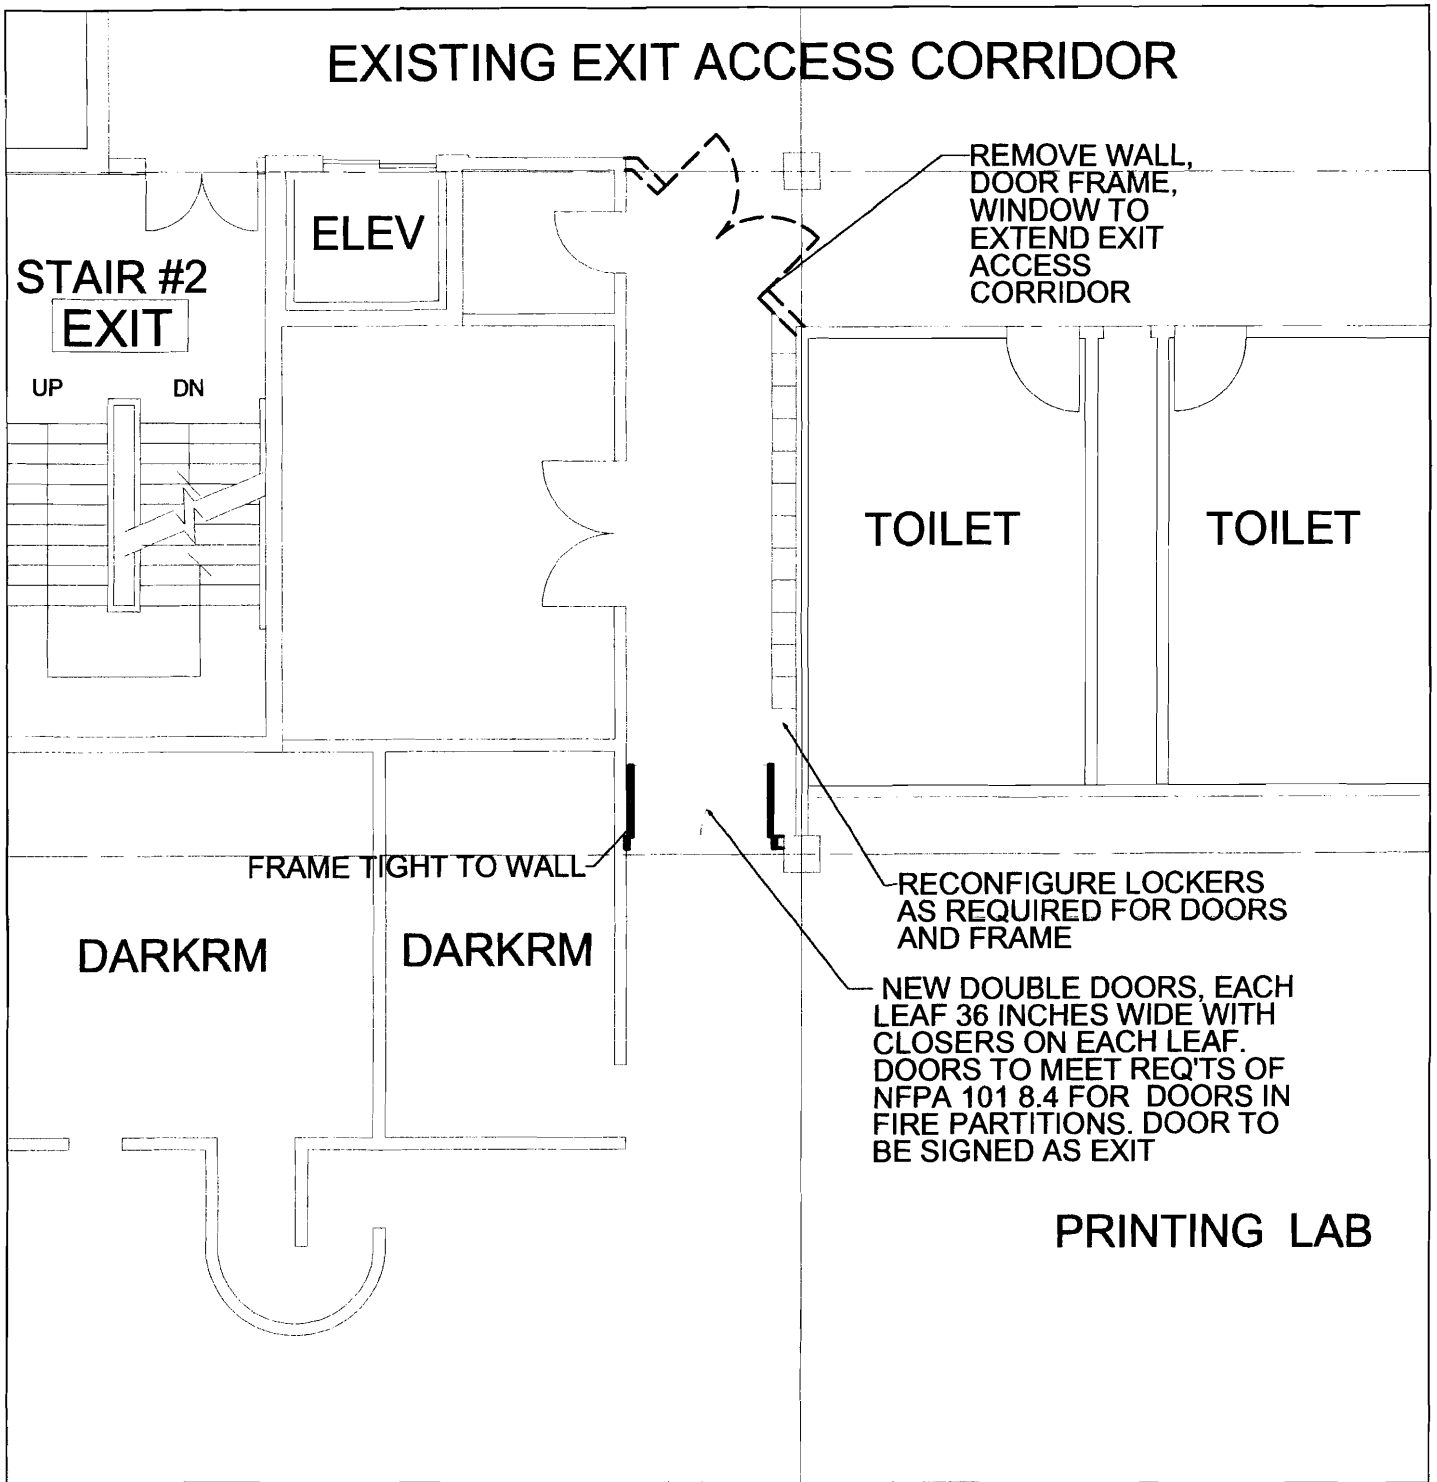 EXISTING EXIT ACCESS CORRIDOR
REMOVE WALL,
DOOR FRAME,
WINDOW TO
EXTEND EXIT
ACCESS
CORRIDOR
ELEV
STAIR #2
EXIT
UP
DN
TOILET
TOILET
FRAME TIGHT TO WALL
RECONFIGURE LOCKERS
AS REQUIRED FOR DOORS
AND FRAME
DARKRM
DARKRM
NEW DOUBLE DOORS, EACH
LEAF 36 INCHES WIDE WITH
CLOSERS ON EACH LEAF.
DOORS TO MEET REQ'TS OF
NFPA 101 8.4 FOR DOORS IN
FIRE PARTITIONS. DOOR TO
BE SIGNED AS EXIT
PRINTING LAB